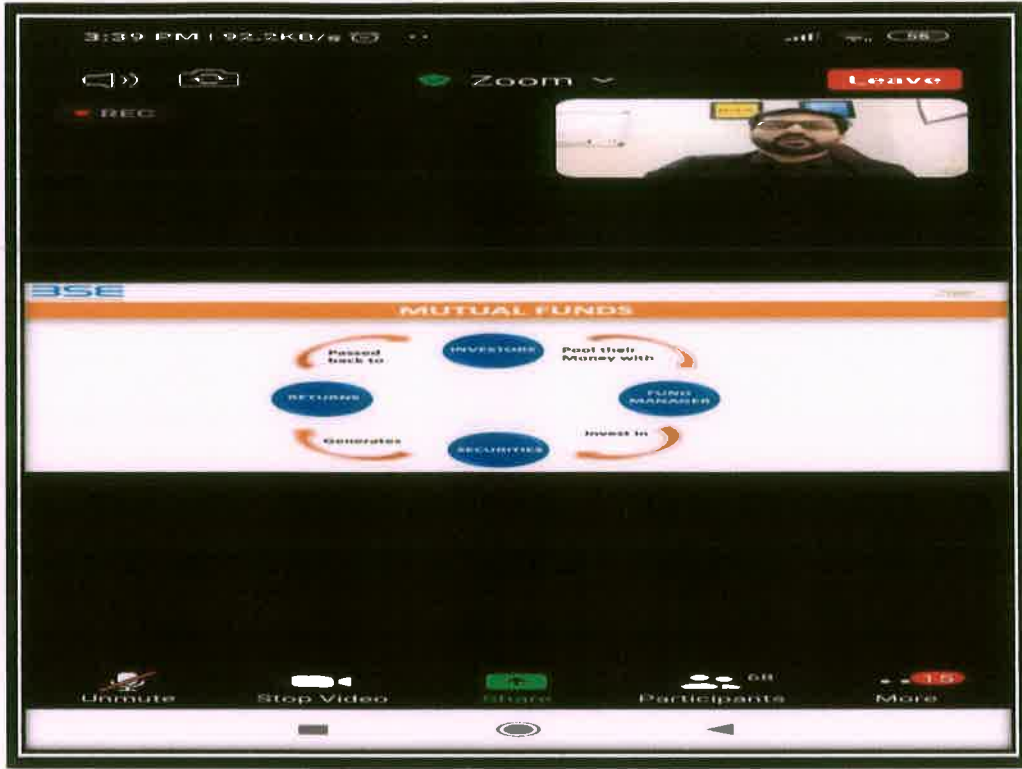 3:39 PM | 92.2KB/s
55
Zoom
Leave
REC
BSE
MUTUAL FUNDS
INVESTORS
Passed
back to
Pool their
Money with
RETURNS
FUND
MANAGER
Generates
Invest in
SECURITIES
68
15
Unmute
Stop Video
Share
Participants
More